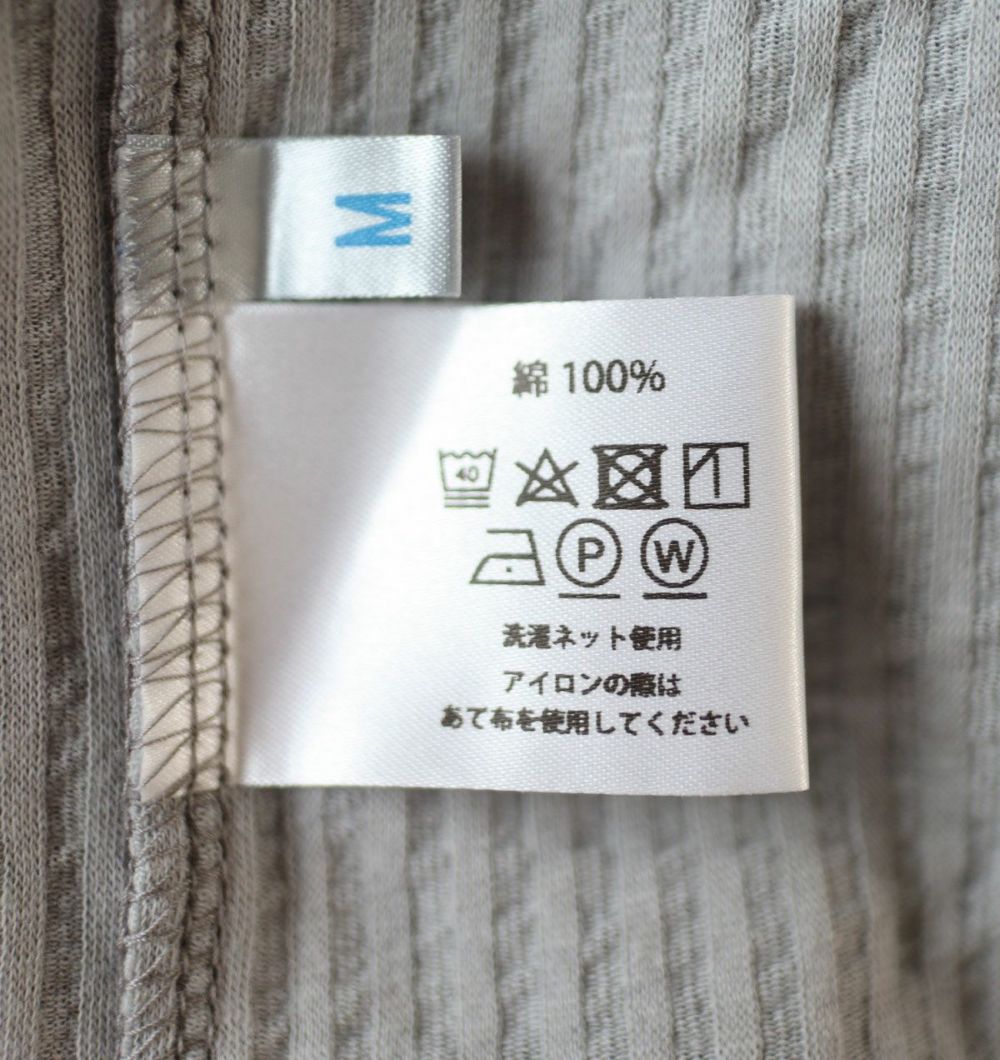 M
綿 100%
40
P W
洗濯ネット使用
アイロンの際は
あて布を使用してください